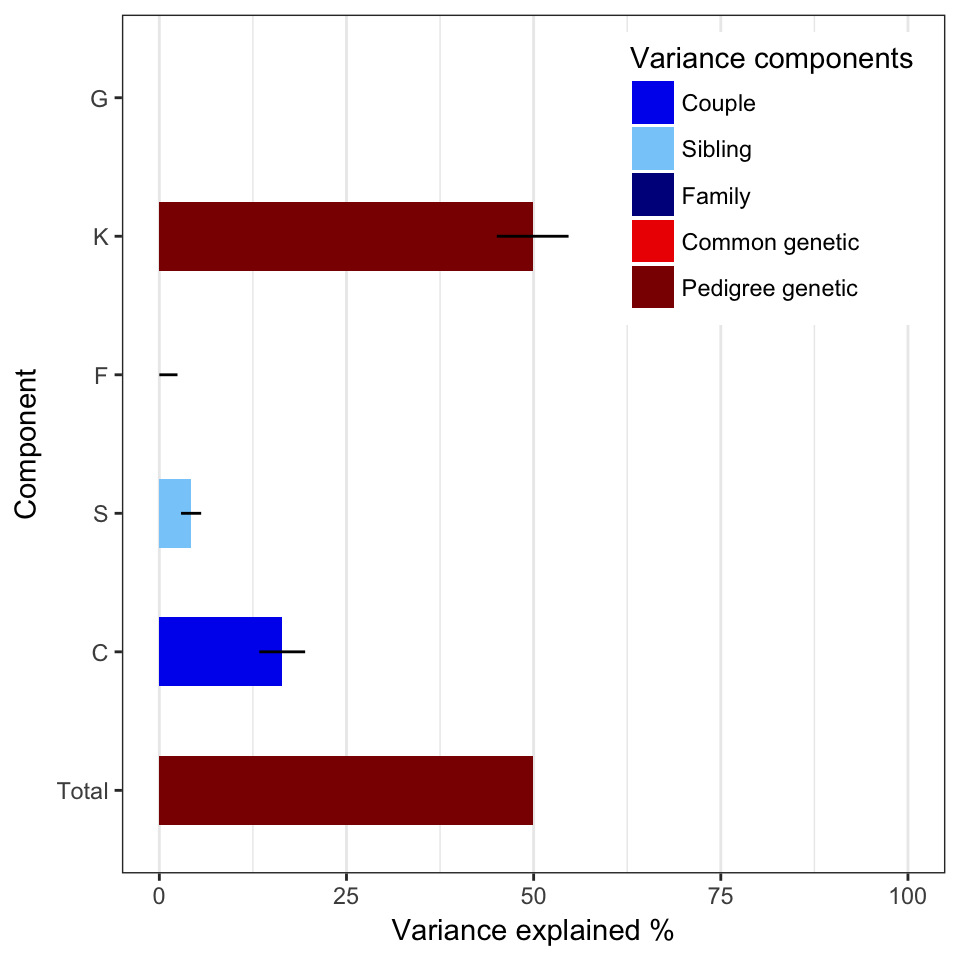 Variance components
Couple
Sibling
Family
Common genetic
Pedigree genetic
G
K
F
S
C
Total
Component
0 25 50 75 100
Variance explained %